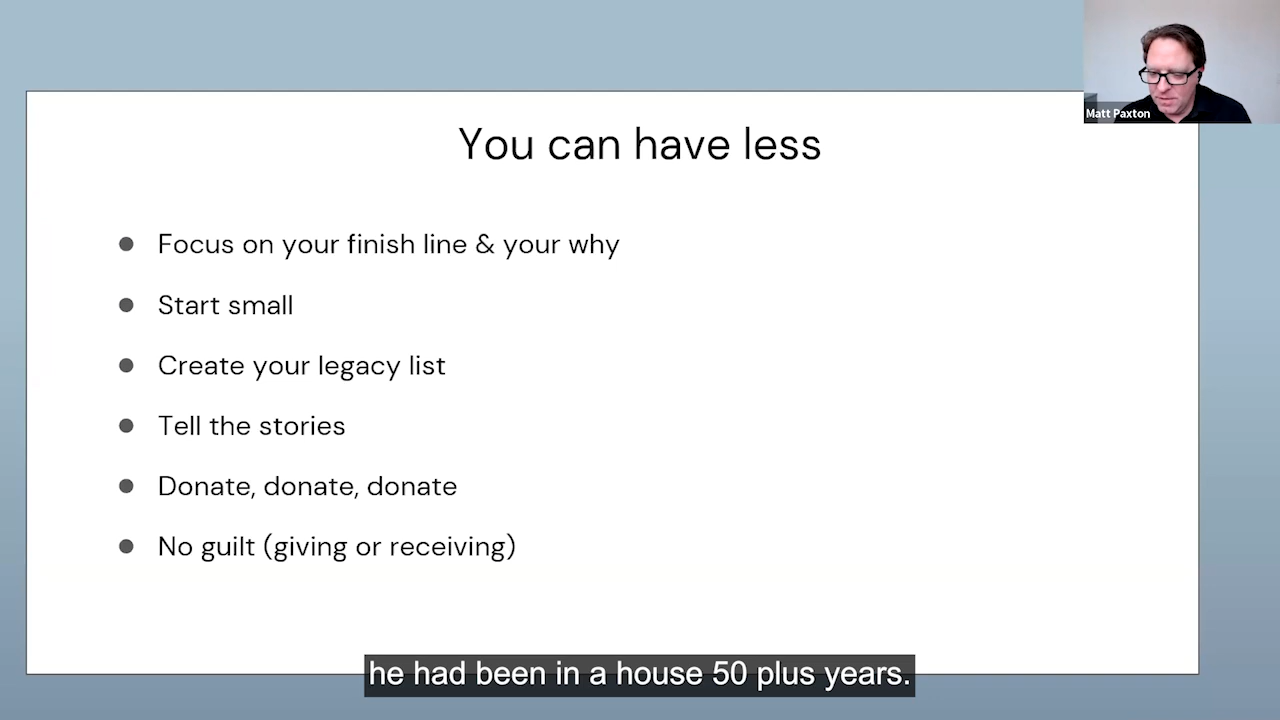 Matt Paxton
You can have less
Focus on your finish line & your why
Start small
Create your legacy list
Tell the stories
Donate, donate, donate
No guilt (giving or receiving)
he had been in a house 50 plus years.